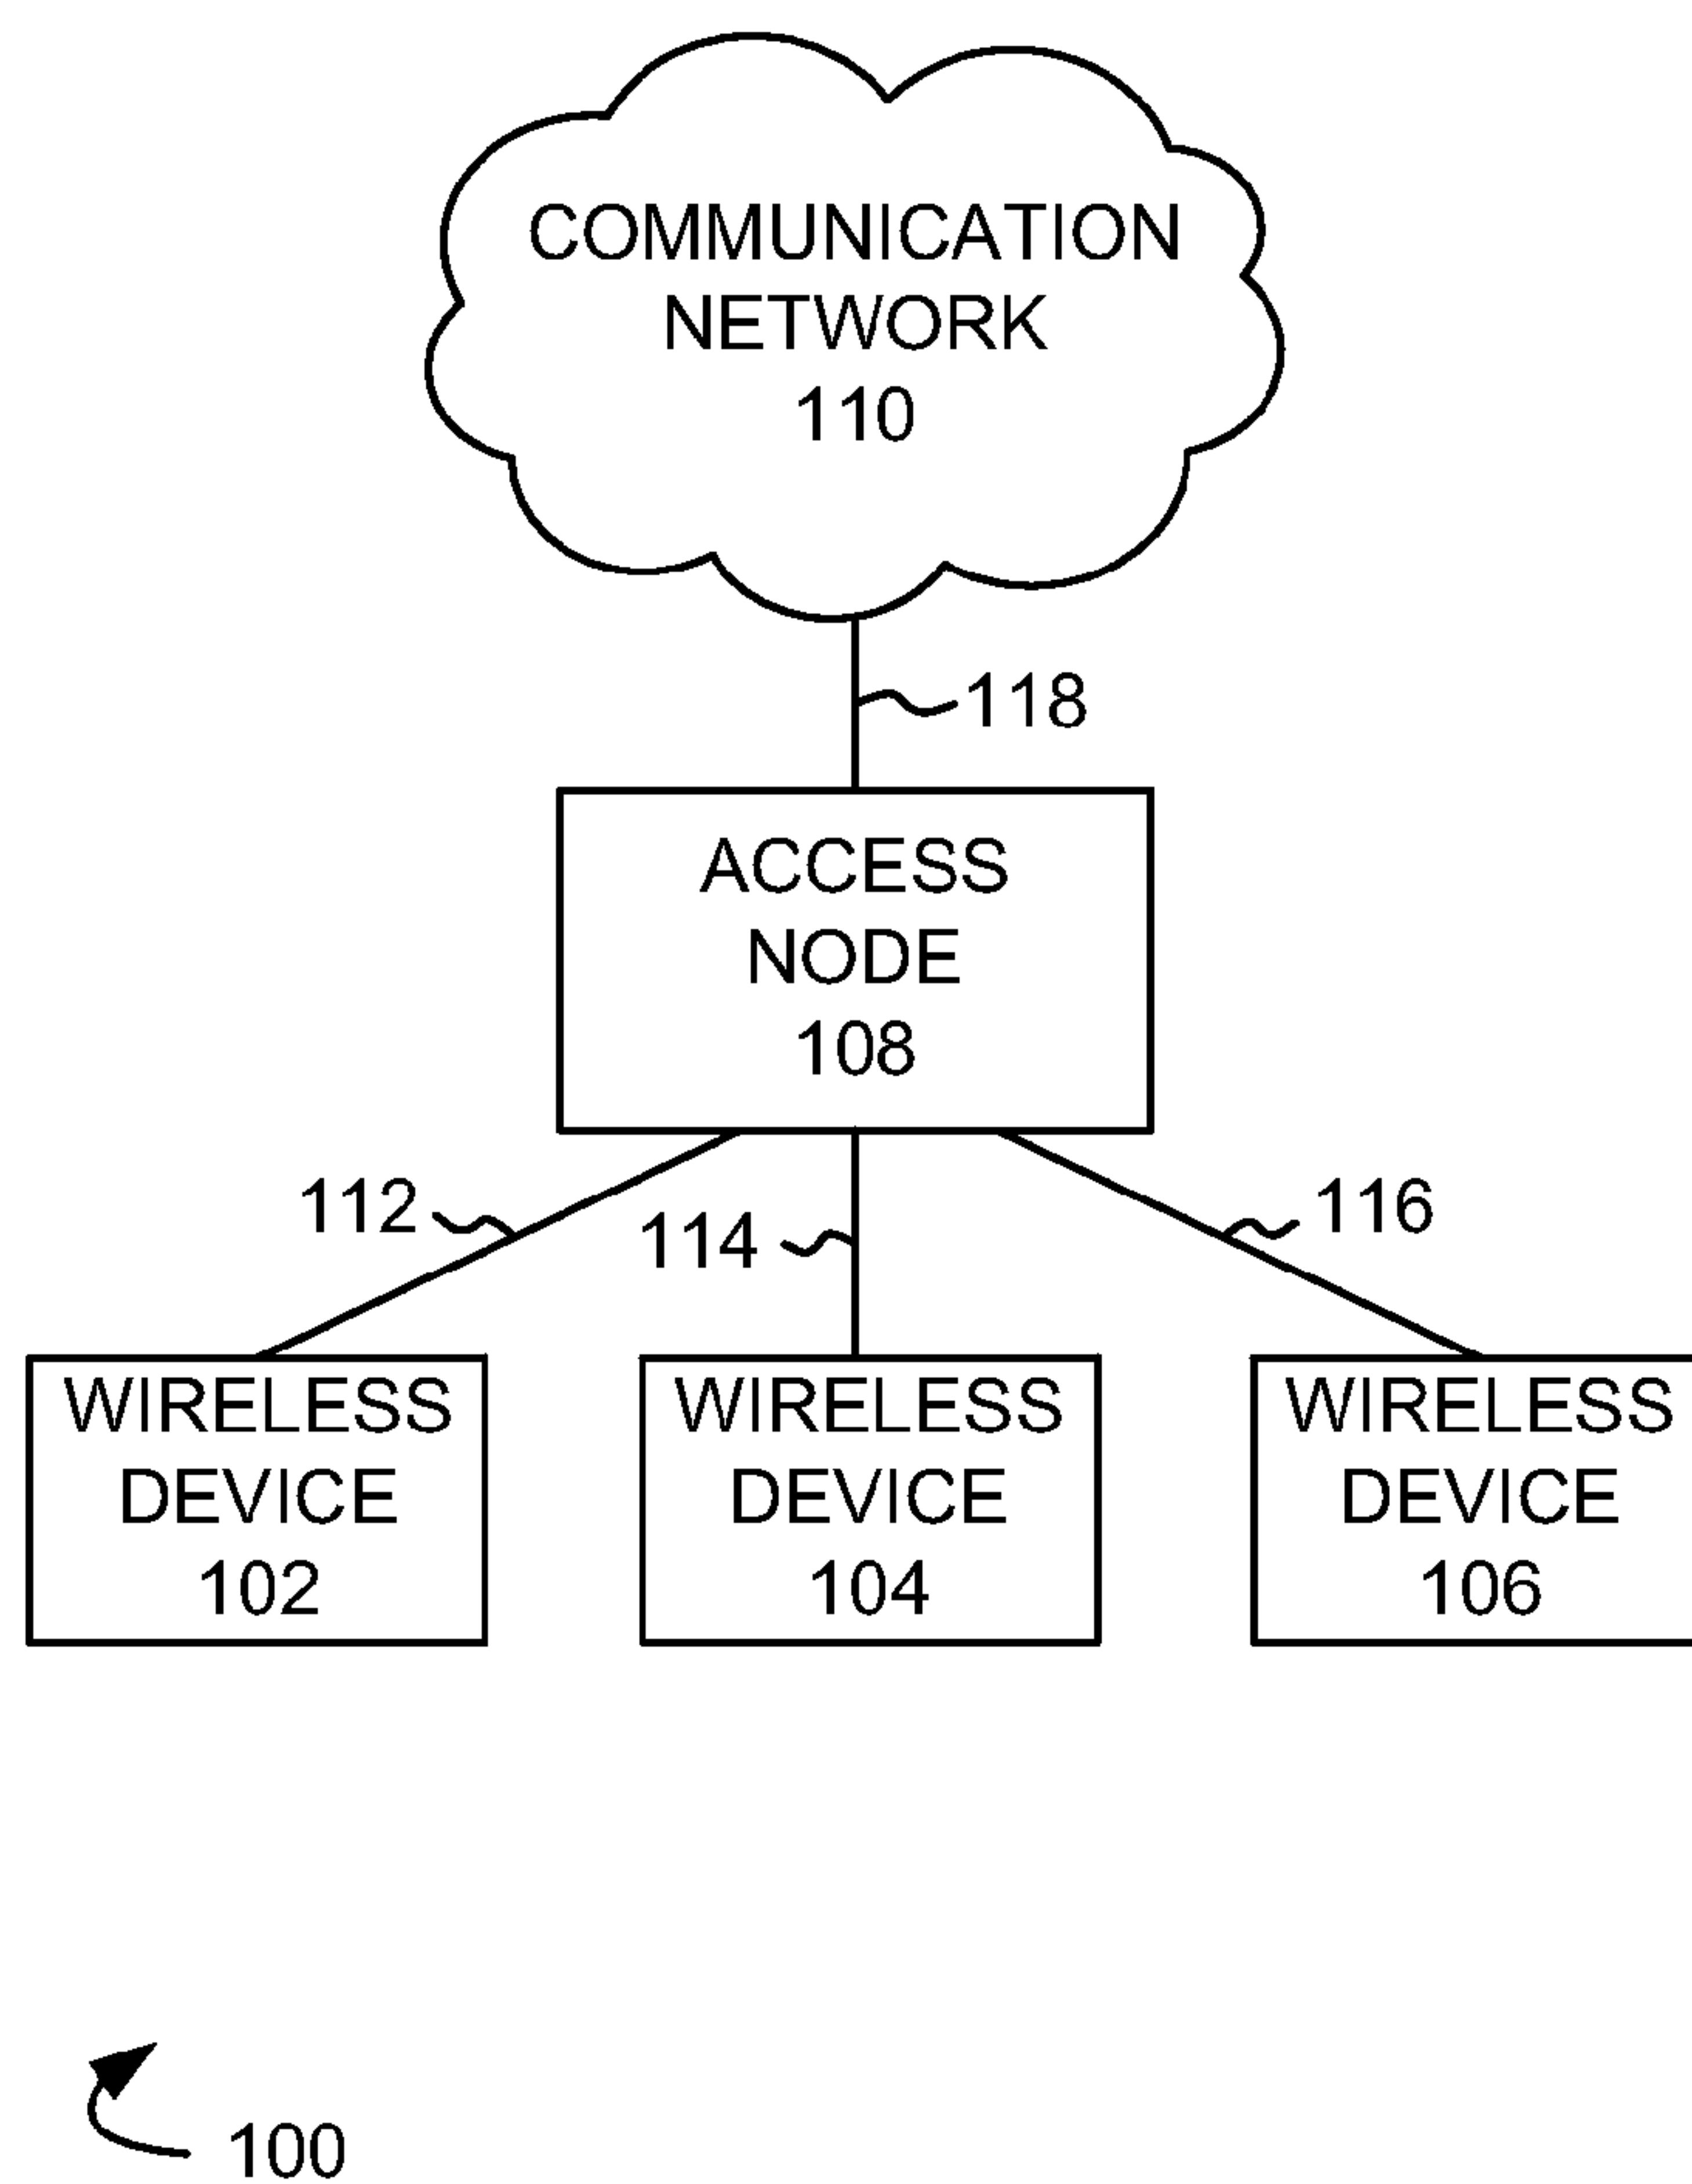 COMMUNICATION
NETWORK
110
118
ACCESS
NODE
108
112
114
116
WIRELESS
DEVICE
102
WIRELESS
DEVICE
104
WIRELESS
DEVICE
106
100